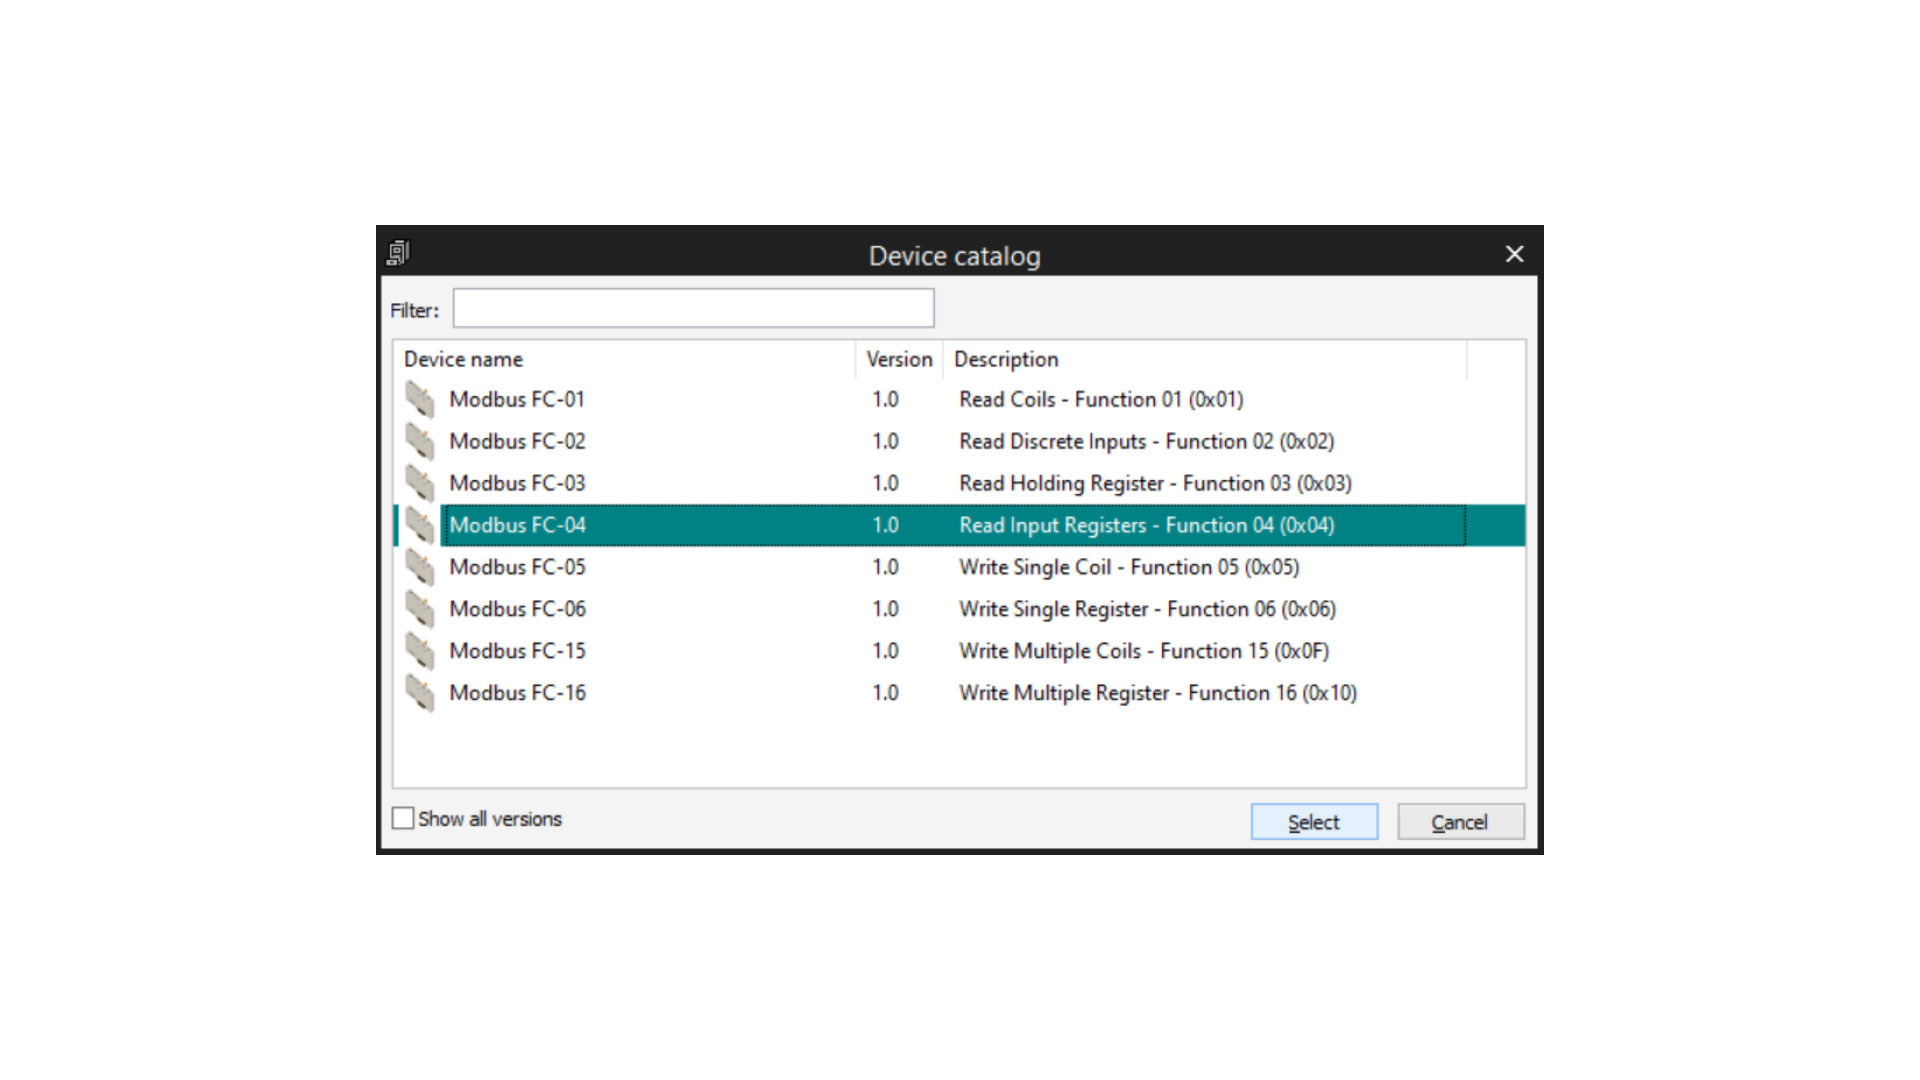 Device catalog
Filter:
Device name Version Description
Modbus FC-01 1.0 Read Coils - Function 01 (0x01)
Modbus FC-02 1.0 Read Discrete Inputs - Function 02 (0x02)
Modbus FC-03 1.0 Read Holding Register - Function 03 (0x03)
Modbus FC-04 1.0 Read Input Registers - Function 04 (0x04)
Modbus FC-05 1.0 Write Single Coil - Function 05 (0x05)
Modbus FC-06 1.0 Write Single Register - Function 06 (0x06)
Modbus FC-15 1.0 Write Multiple Coils - Function 15 (0x0F)
Modbus FC-16 1.0 Write Multiple Register - Function 16 (0x10)
Show all versions Select Cancel